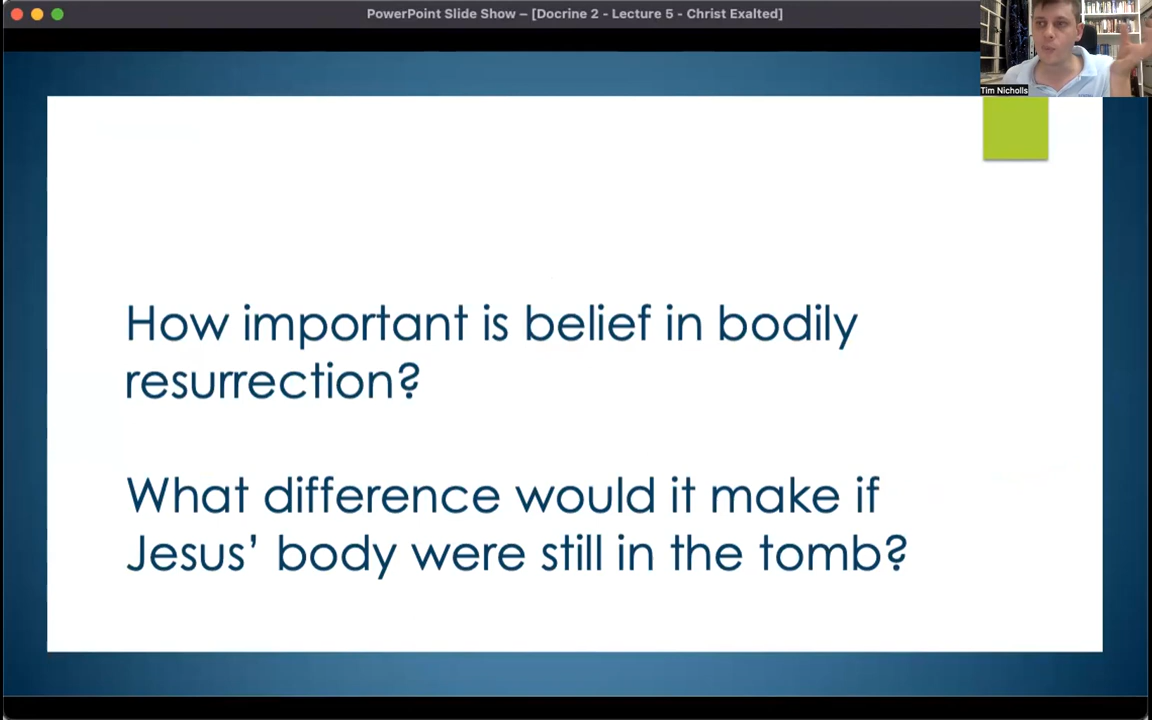 PowerPoint Slide Show – [Docrine 2 - Lecture 5 - Christ Exalted]
Tim Nicholls
How important is belief in bodily
resurrection?
What difference would it make if
Jesus’ body were still in the tomb?